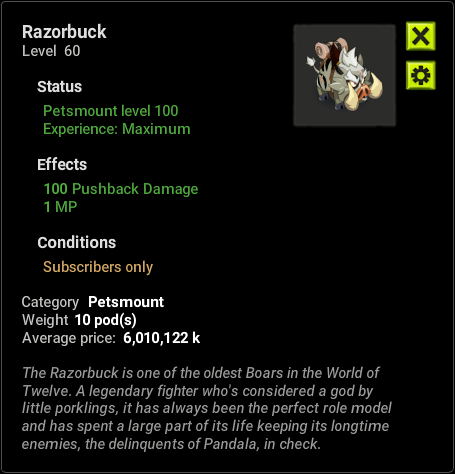 Razorbuck
Level 60
Status
Petsmount level 100
Experience: Maximum
Effects
100 Pushback Damage
1 MP
Conditions
Subscribers only
Category Petsmount
Weight 10 pod(s)
Average price: 6,010,122 k
The Razorbuck is one of the oldest Boars in the World of
Twelve. A legendary fighter who's considered a god by
little porklings, it has always been the perfect role model
and has spent a large part of its life keeping its longtime
enemies, the delinquents of Pandala, in check.